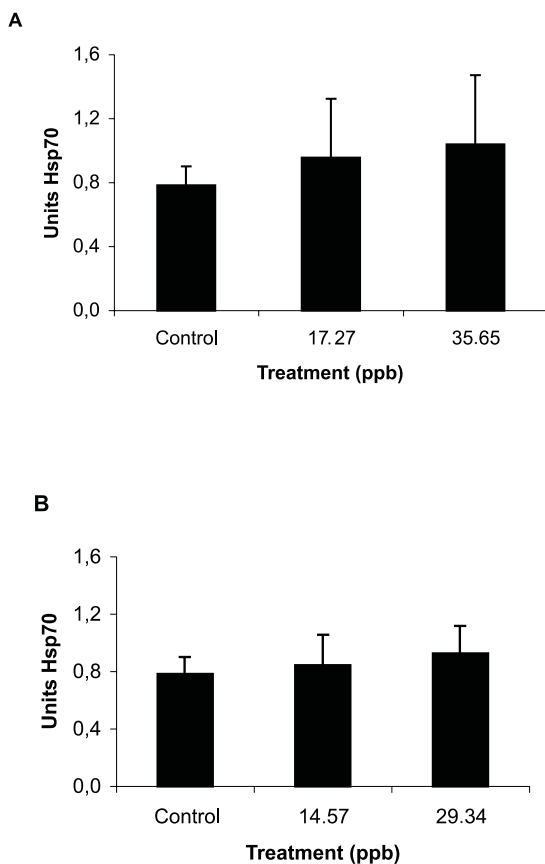 A
1,6
1,2
0,8
0,4
0,0
Units Hsp70
Control 17.27 35.65
Treatment (ppb)
B
1,6
1,2
0,8
0,4
0,0
Units Hsp70
Control 14.57 29.34
Treatment (ppb)